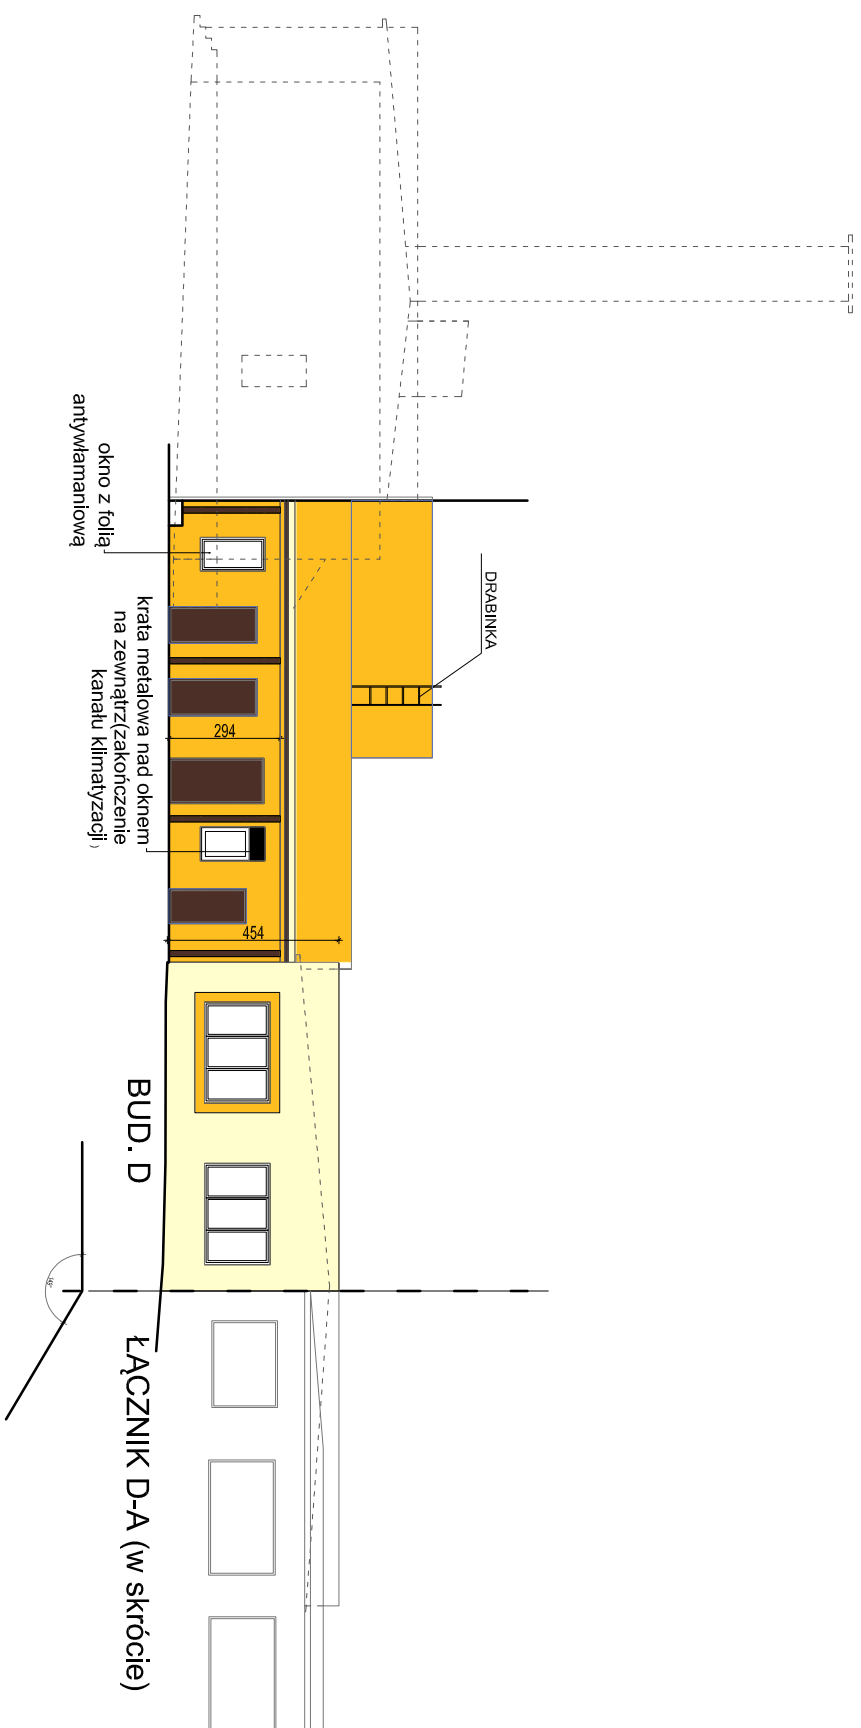 DRABINKA
294
454
okno z folią
antywłamaniową
krata metalowa nad oknem
na zewnątrz(zakończenie
kanału klimatyzacji)
BUD. D
ŁĄCZNIK D-A (w skrócie)